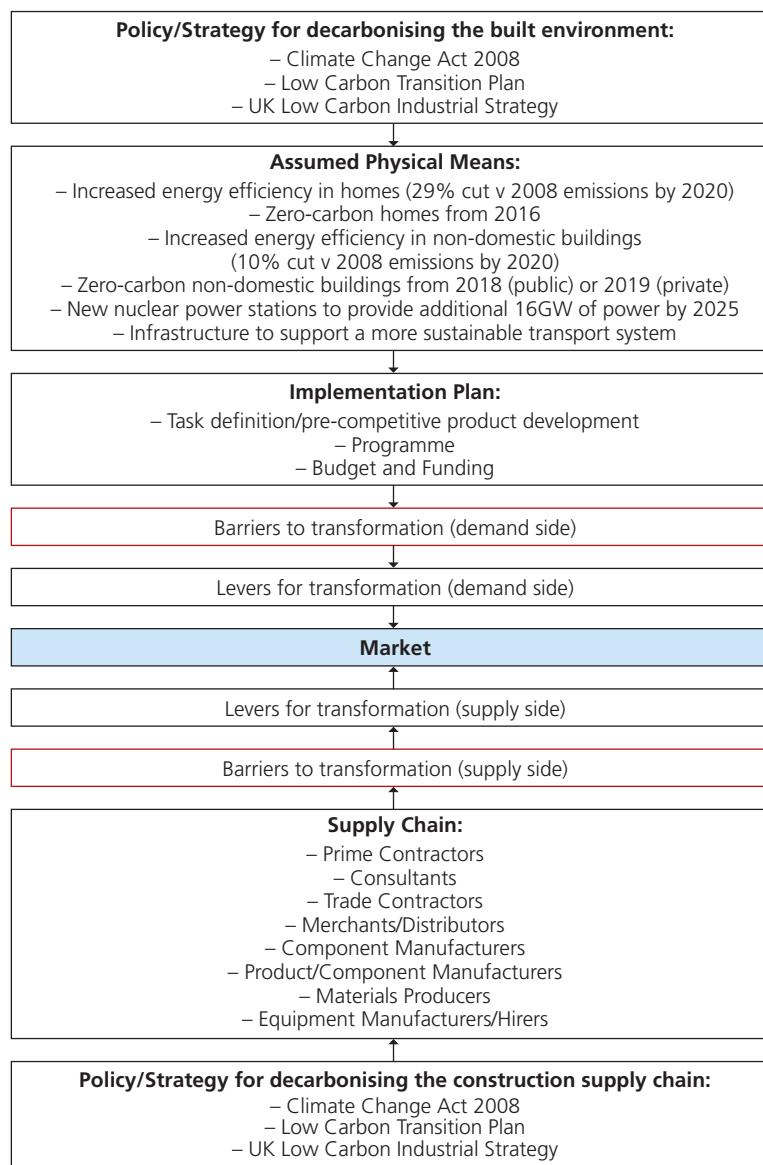 Policy/Strategy for decarbonising the built environment:
– Climate Change Act 2008
– Low Carbon Transition Plan
– UK Low Carbon Industrial Strategy
Assumed Physical Means:
– Increased energy efficiency in homes (29% cut v 2008 emissions by 2020)
– Zero-carbon homes from 2016
– Increased energy efficiency in non-domestic buildings
(10% cut v 2008 emissions by 2020)
– Zero-carbon non-domestic buildings from 2018 (public) or 2019 (private)
– New nuclear power stations to provide additional 16GW of power by 2025
– Infrastructure to support a more sustainable transport system
Implementation Plan:
– Task definition/pre-competitive product development
– Programme
– Budget and Funding
Barriers to transformation (demand side)
Levers for transformation (demand side)
Market
Levers for transformation (supply side)
Barriers to transformation (supply side)
Supply Chain:
– Prime Contractors
– Consultants
– Trade Contractors
– Merchants/Distributors
– Component Manufacturers
– Product/Component Manufacturers
– Materials Producers
– Equipment Manufacturers/Hirers
Policy/Strategy for decarbonising the construction supply chain:
– Climate Change Act 2008
– Low Carbon Transition Plan
– UK Low Carbon Industrial Strategy